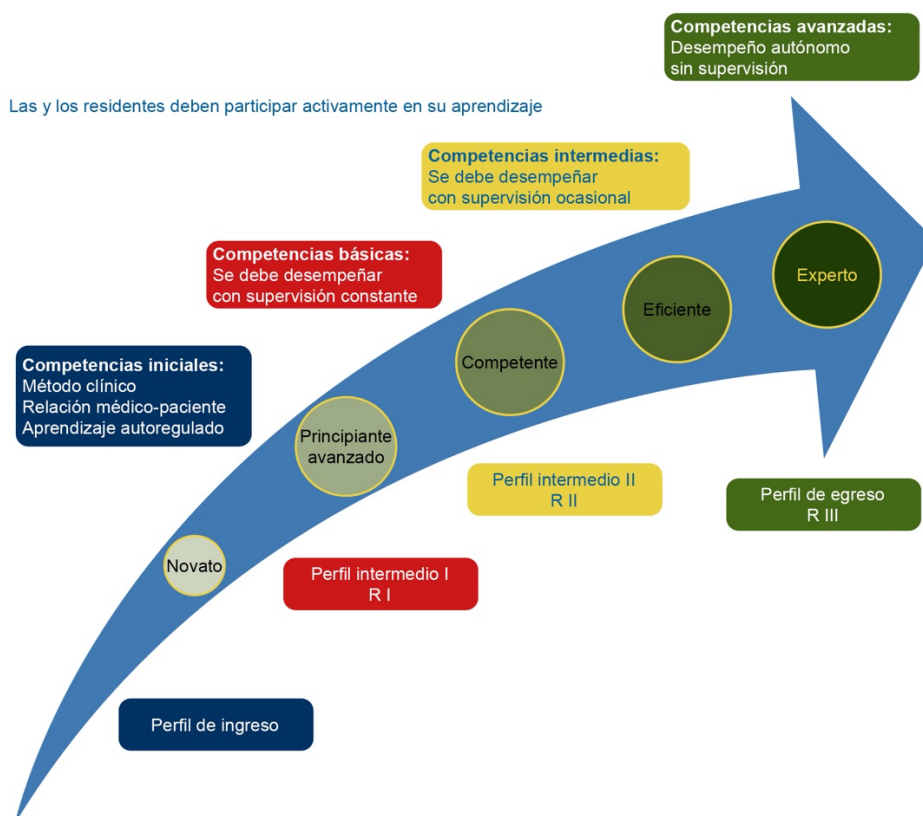 Competencias avanzadas:
Desempeño autónomo
sin supervisión
Las y los residentes deben participar activamente en su aprendizaje
Competencias intermedias:
Se debe desempeñar
con supervisión ocasional
Competencias básicas:
Se debe desempeñar
con supervisión constante
Experto
Eficiente
Competencias iniciales:
Método clínico
Relación médico-paciente
Aprendizaje autoregulado
Competente
Principiante
avanzado
Perfil intermedio II
R II
Perfil de egreso
R III
Novato
Perfil intermedio I
R I
Perfil de ingreso